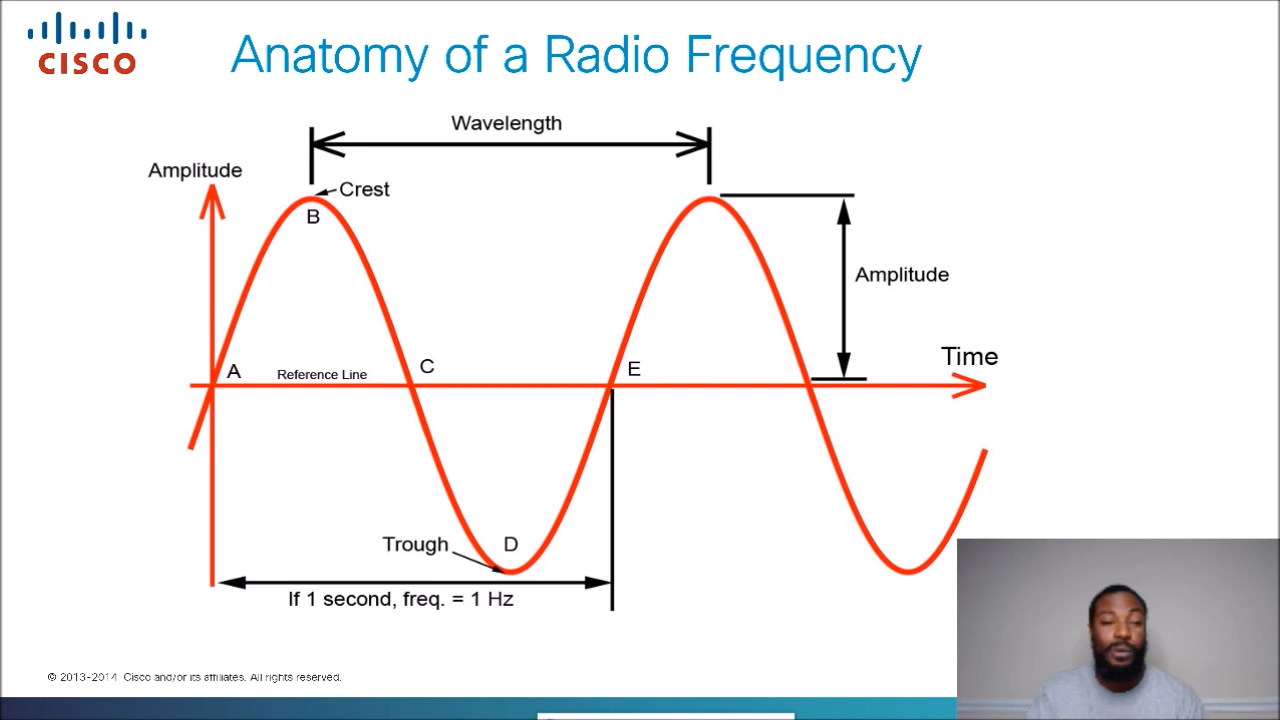 CISCO
Anatomy of a Radio Frequency
Wavelength
Amplitude
Crest
B
Amplitude
A
Reference Line
C
E
Time
Trough
D
If 1 second, freq. = 1 Hz
© 2013-2014 Cisco and/or its affiliates. All rights reserved.